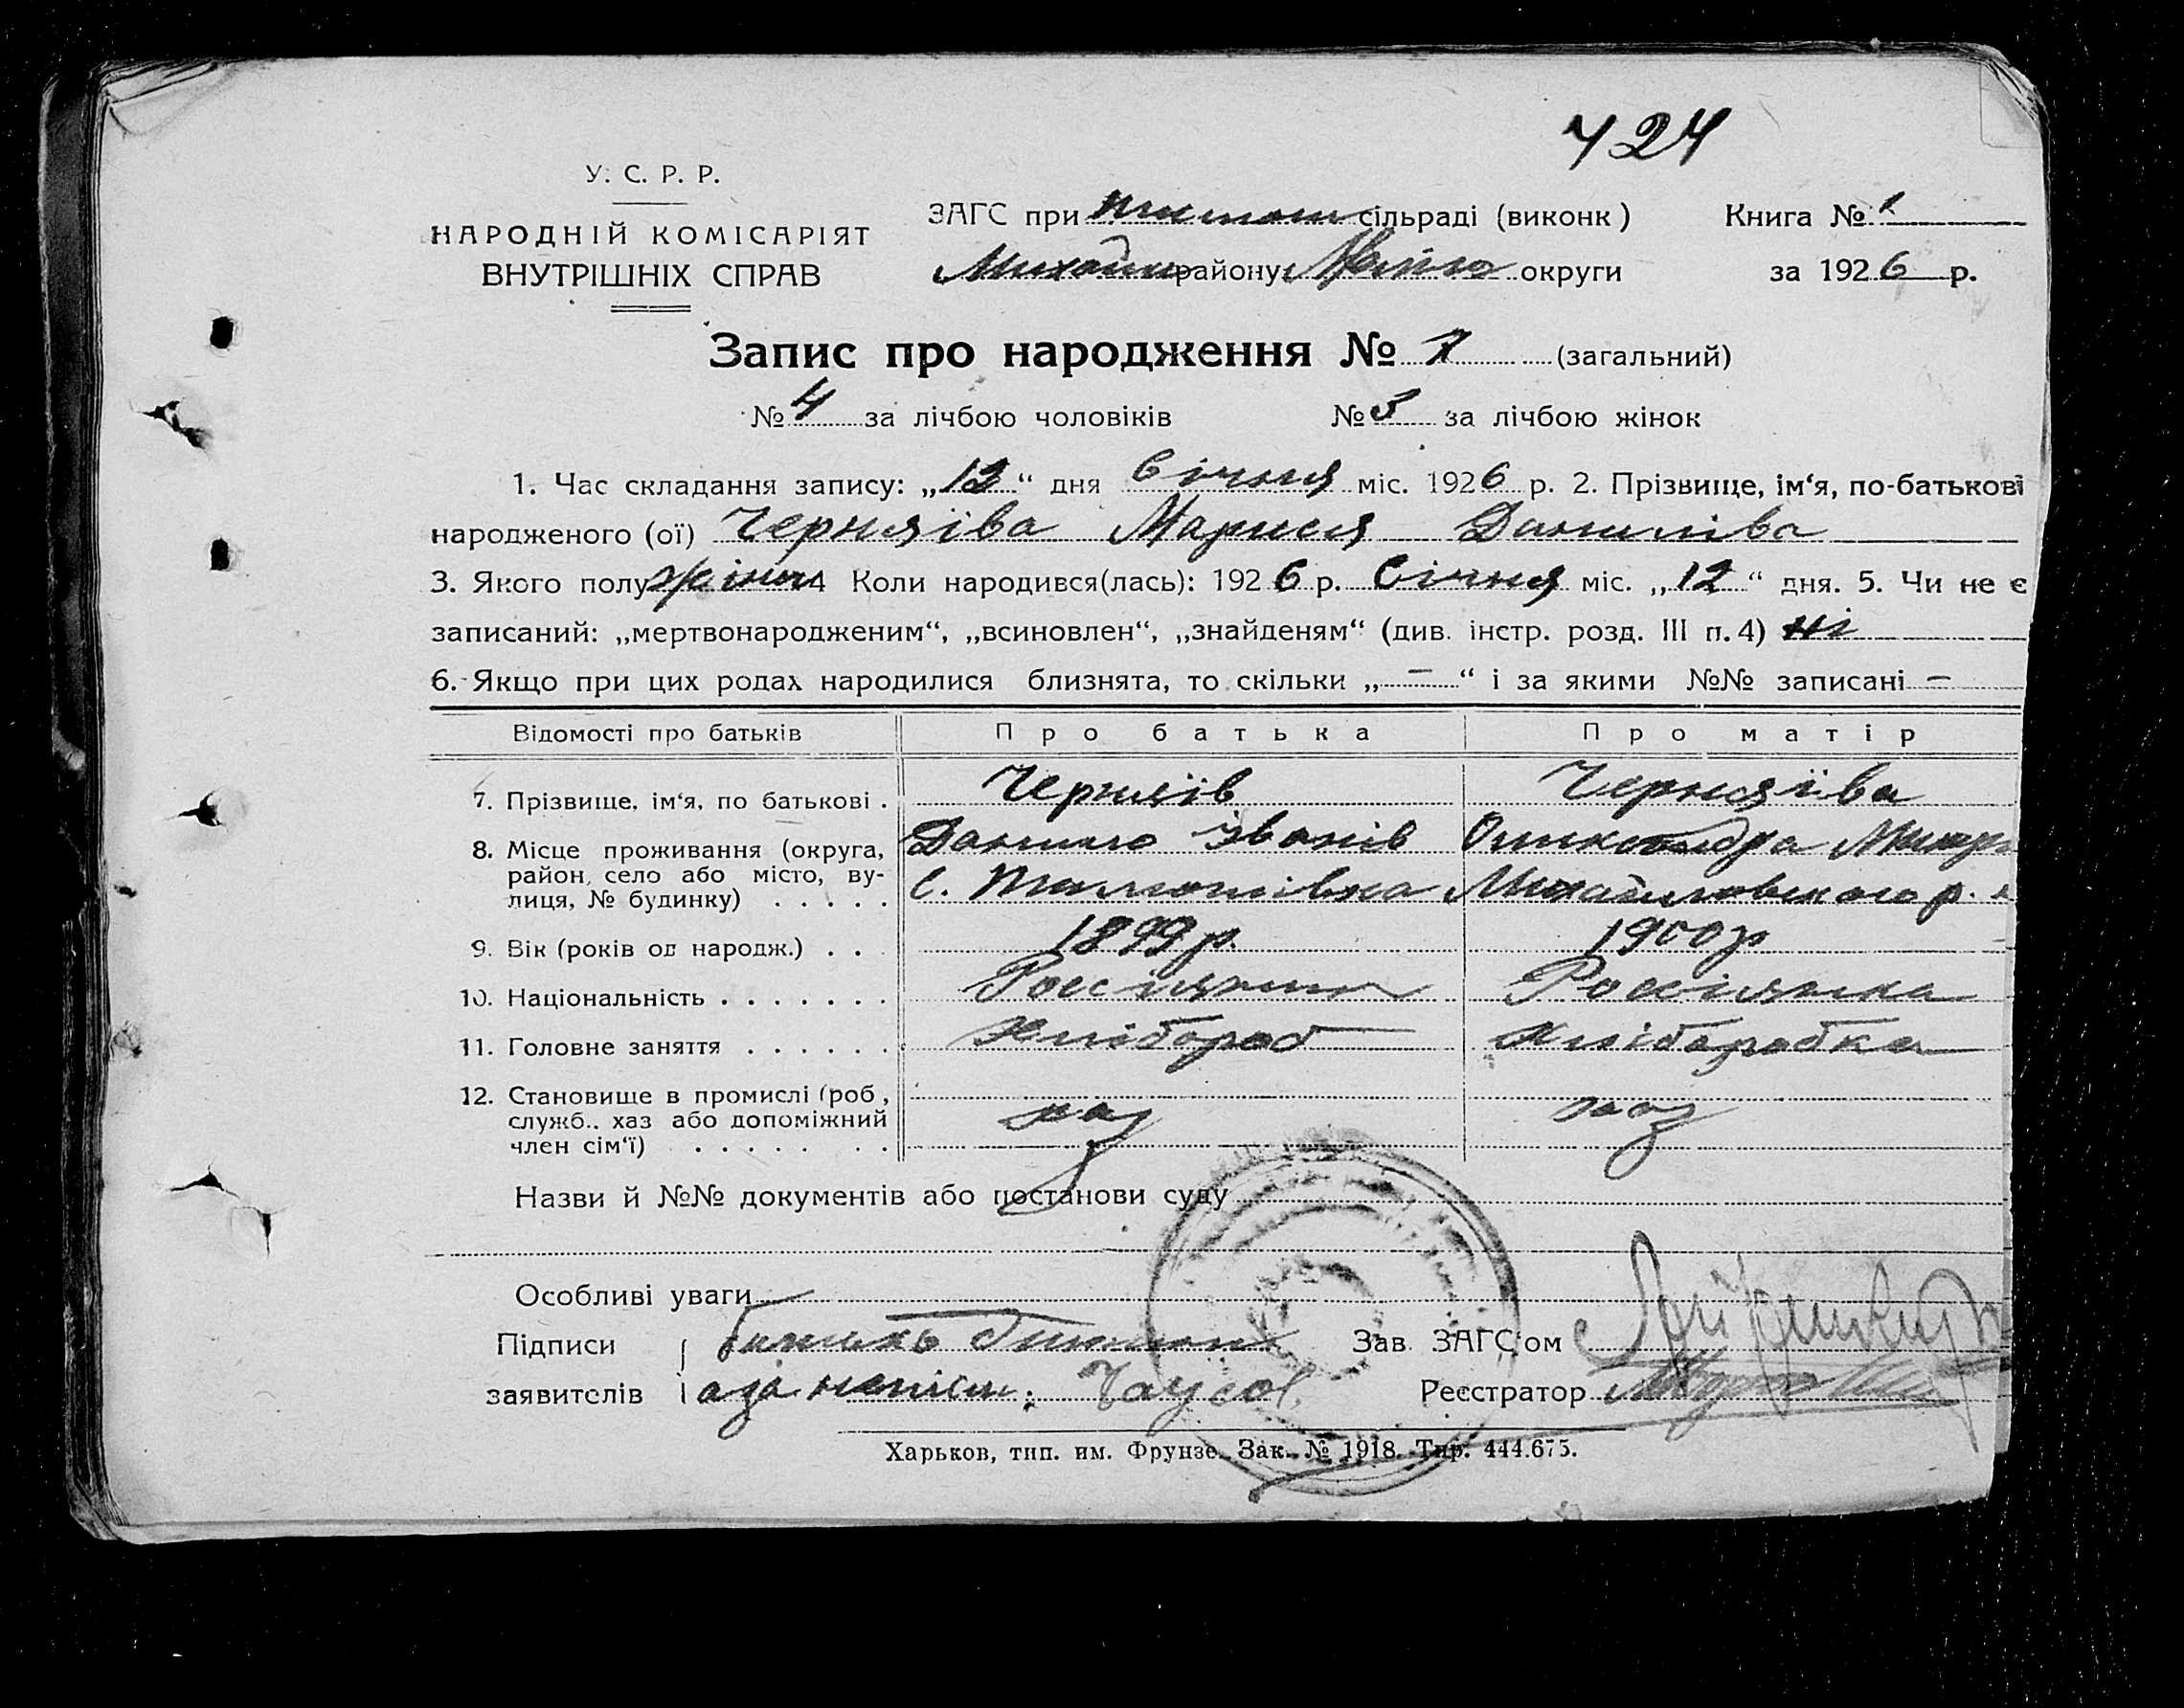 424
У. С. Р. Р.
НАРОДНІЙ КОМІСАРІЯТ
ВНУТРІШНІХ СПРАВ
ЗАГС при сільраді (виконк)
Книга № 1
району округи
за 1926 р.
Запис про народження № 7 (загальний)
№ 4 за лічбою чоловіків № 3 за лічбою жінок
1. Час складання запису: „12“ дня Січня міс. 1926 р. 2. Прізвище, ім‘я, по-батькові
народженого (ої) Черняїва Марися Данилівa
3. Якого полу жіноч 4 Коли народився(лась): 1926 р. Січня міс. „12“ дня. 5. Чи не є
записаний: „мертвонародженим“, „всиновлен“, „знайденям“ (див. інстр. розд. III п. 4) ні
6. Якщо при цих родах народилися близнята, то скільки „–“ і за якими №№ записані –
Відомості про батьків Про батька Про матір
7. Прізвище, ім‘я, по батькові . Черняїв Черняїва
8. Місце проживання (округа, Данило Іванів
район, село або місто, ву-
лиця, № будинку) . . . . . с.
9. Вік (років од народж.) . . . 1899 р. 1900 р
10. Національність . . . . . . . Россіянин Россіянка
11. Головне заняття . . . . . . Хлібороб Хліборобка
12. Становище в промислі (роб,
служб.. хаз або допоміжний хаз хаз
член сім‘ї) . . . . . . .
Назви й №№ документів або постанови суду
Особливі уваги
Підписи
Зав. ЗАГС‘ом
заявителів
Реєстратор
Харьков, тип. им. Фрунзе. Зак. № 1918. Тир. 444.675.